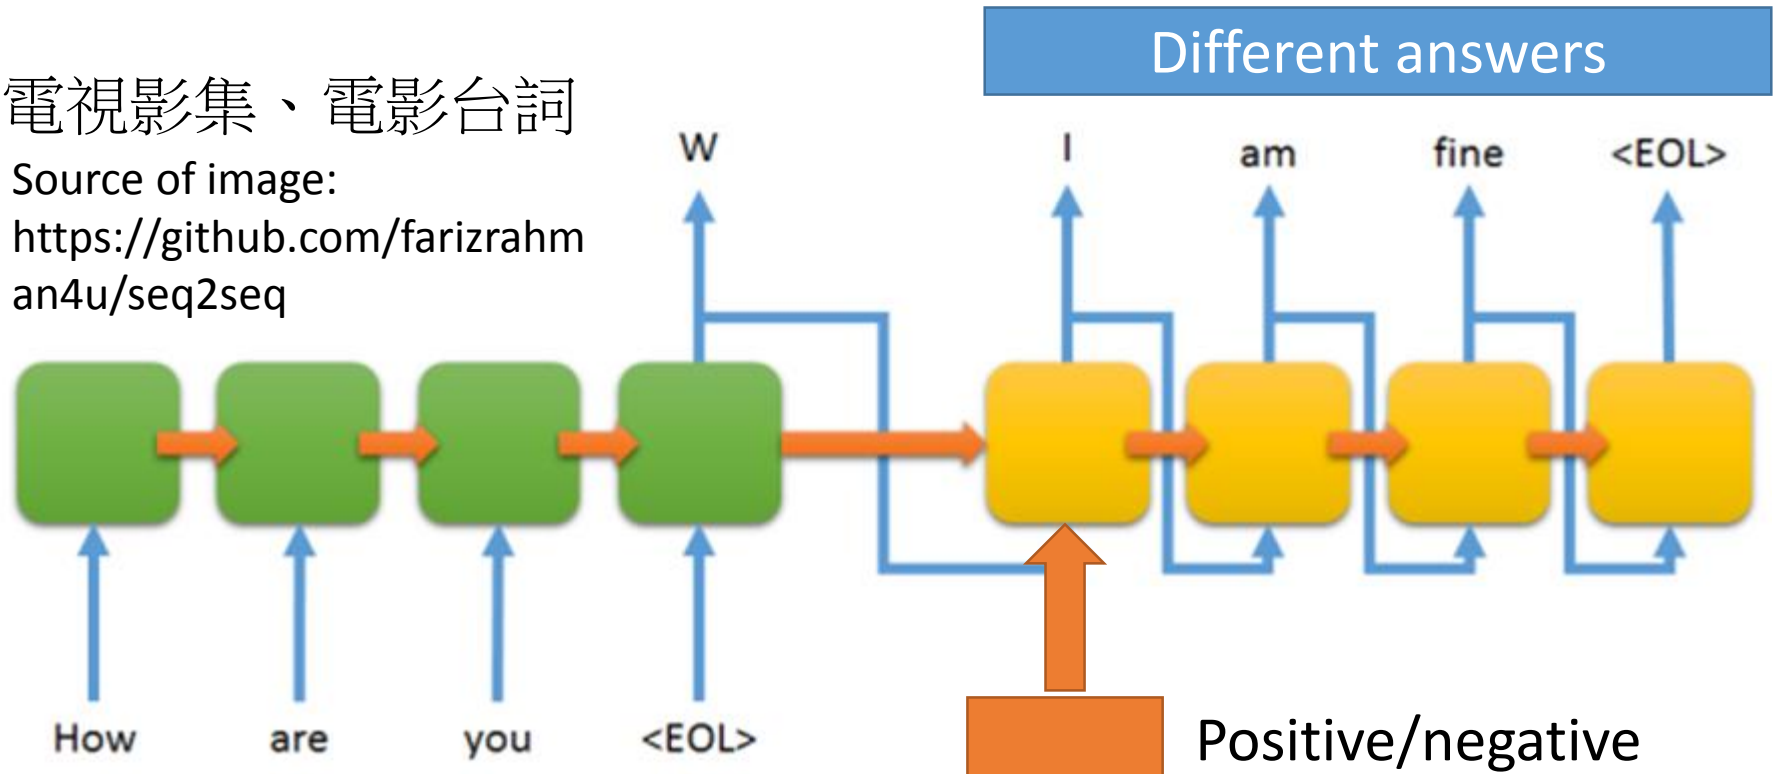 Different answers
電視影集、電影台詞
Source of image:
https://github.com/farizrahm
an4u/seq2seq
W
I am fine <EOL>
How are you <EOL>
Positive/negative